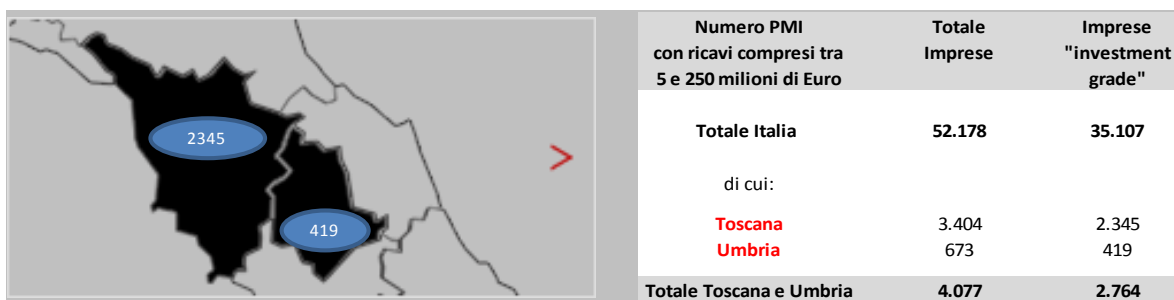 2345
419
>
Numero PMI
con ricavi compresi tra
5 e 250 milioni di Euro
Totale
Imprese
Imprese
"investment
grade"
Totale Italia 52.178 35.107
di cui:
Toscana 3.404 2.345
Umbria 673 419
Totale Toscana e Umbria 4.077 2.764